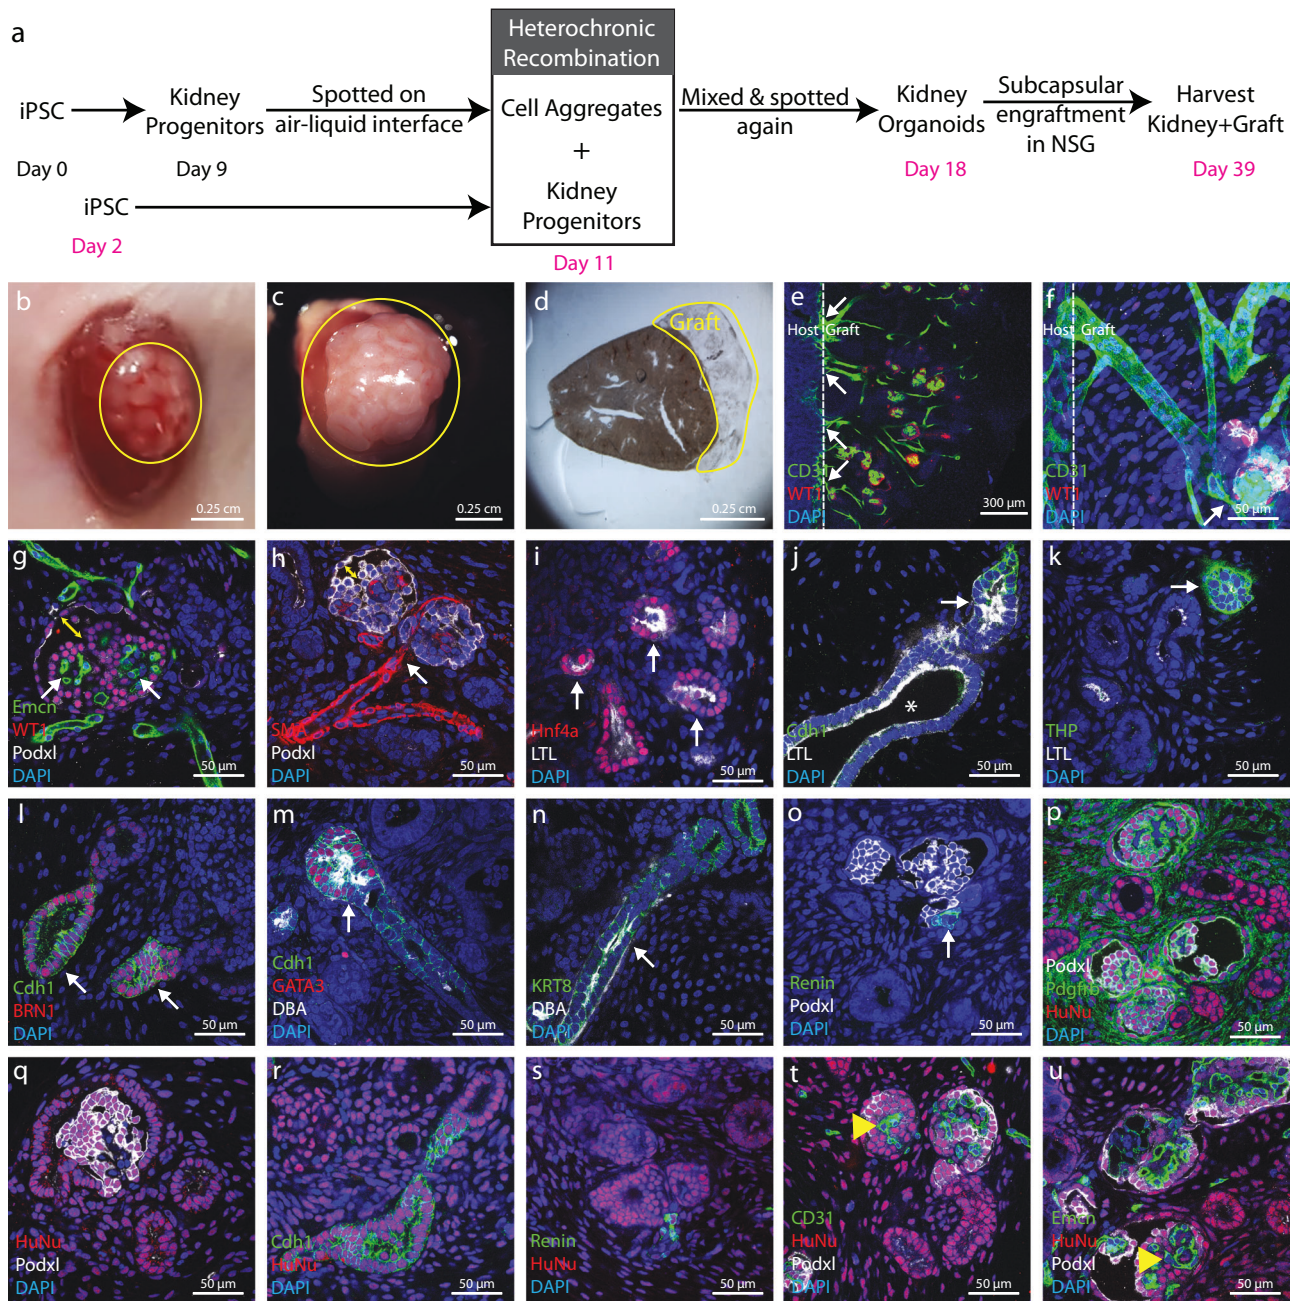 a
Heterochronic
Recombination
iPSC
Kidney
Progenitors
Spotted on
air-liquid interface
Cell Aggregates
+
Kidney
Progenitors
Mixed & spotted
again
Kidney
Organoids
Subcapsular
engraftment
in NSG
Harvest
Kidney+Graft
Day 0
Day 9
Day 18
Day 39
iPSC
Day 2
Day 11
b
0.25 cm
c
0.25 cm
d
Graft
0.25 cm
e
Host Graft
CD31
WT1
DAPI
300 µm
f
Host Graft
CD31
WT1
DAPI
50 µm
g
Emcn
WT1
Podxl
DAPI
50 µm
h
SMA
Podxl
DAPI
50 µm
i
Hnf4a
LTL
DAPI
50 µm
j
*
Cdh1
LTL
DAPI
50 µm
k
THP
LTL
DAPI
50 µm
l
Cdh1
BRN1
DAPI
50 µm
m
Cdh1
GATA3
DBA
DAPI
50 µm
n
KRT8
DBA
DAPI
50 µm
o
Renin
Podxl
DAPI
50 µm
p
Podxl
Pdgfrb
HuNu
DAPI
50 µm
q
HuNu
Podxl
DAPI
50 µm
r
Cdh1
HuNu
DAPI
50 µm
s
Renin
HuNu
DAPI
50 µm
t
CD31
HuNu
Podxl
DAPI
50 µm
u
Emcn
HuNu
Podxl
DAPI
50 µm